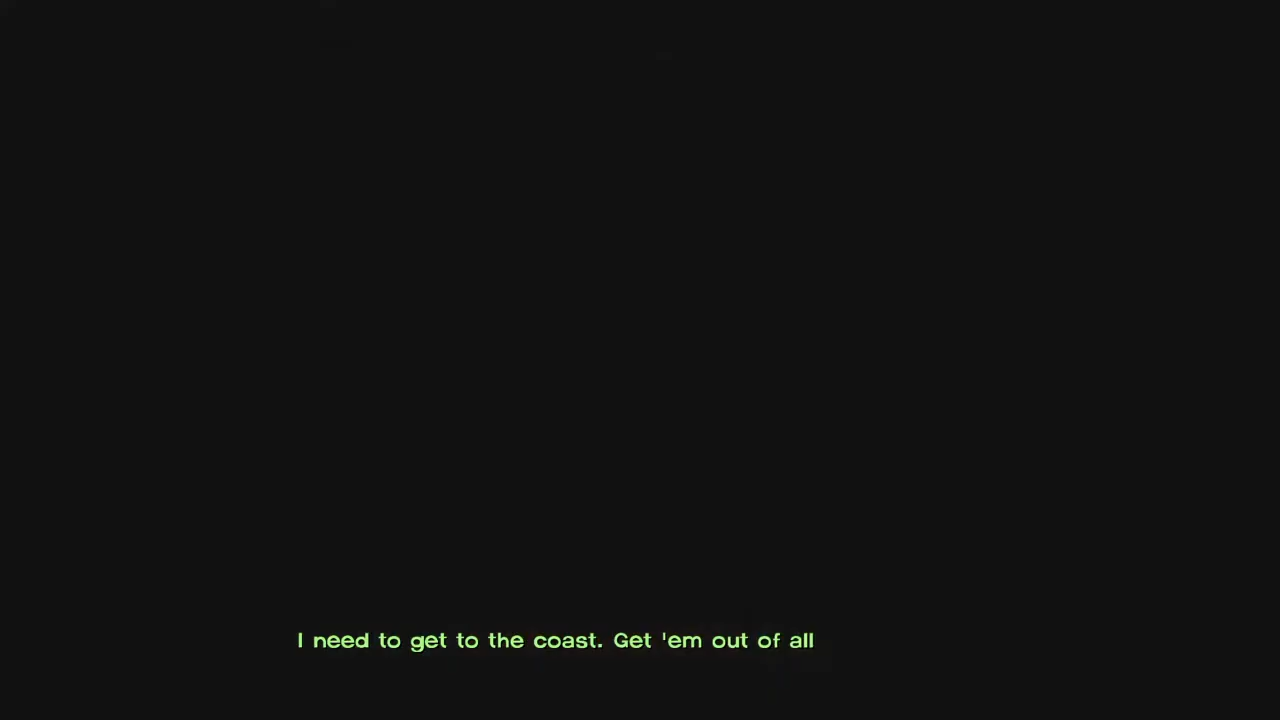 I need to get to the coast. Get 'em out of all